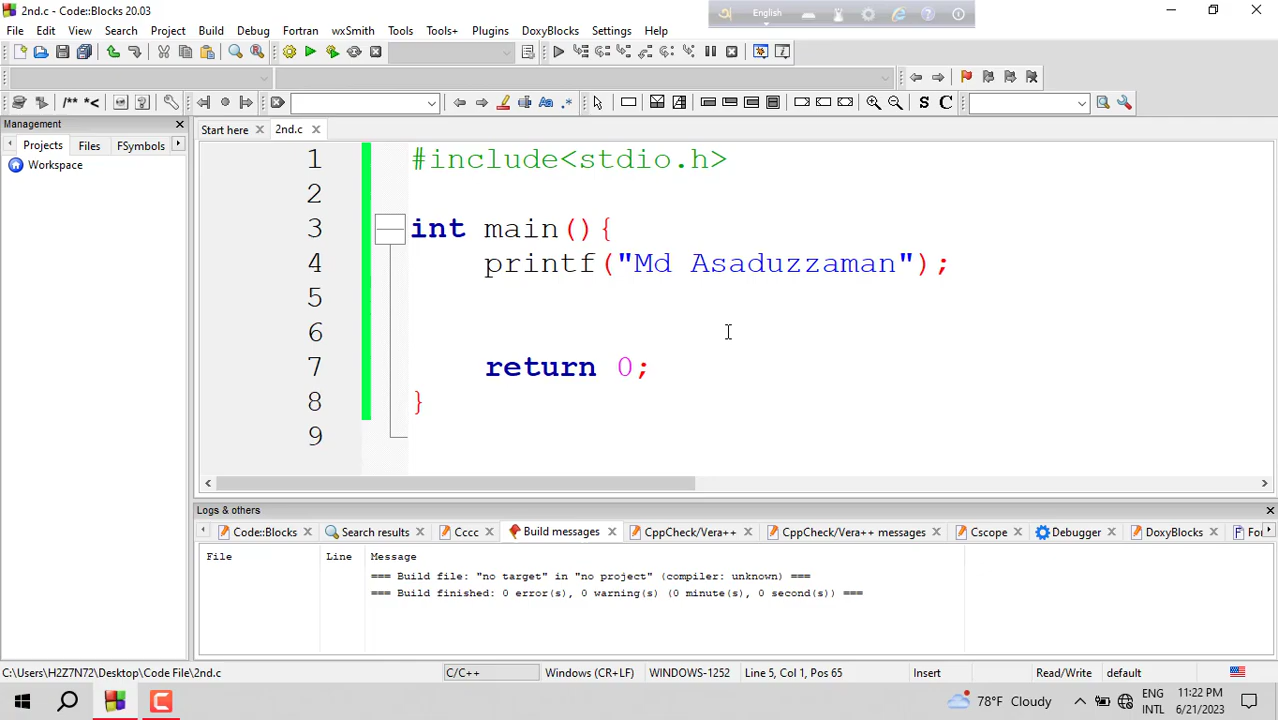 2nd.c - Code::Blocks 20.03
English
File Edit View Search Project Build Debug Fortran wxSmith Tools Tools+ Plugins DoxyBlocks Settings Help
/** *<
S C
Management
Projects Files FSymbols
Workspace
Start here 2nd.c
1 #include<stdio.h>
2
3 int main(){
4 printf("Md Asaduzzaman");
5
6
7 return 0;
8 }
9
Logs & others
Code::Blocks Search results Cccc Build messages CppCheck/Vera++ CppCheck/Vera++ messages Cscope Debugger DoxyBlocks For
File Line Message
=== Build file: "no target" in "no project" (compiler: unknown) ===
=== Build finished: 0 error(s), 0 warning(s) (0 minute(s), 0 second(s)) ===
C:\Users\H2Z7N72\Desktop\Code File\2nd.c C/C++ Windows (CR+LF) WINDOWS-1252 Line 5, Col 1, Pos 65 Insert Read/Write default
78°F Cloudy
ENG
INTL
11:22 PM
6/21/2023